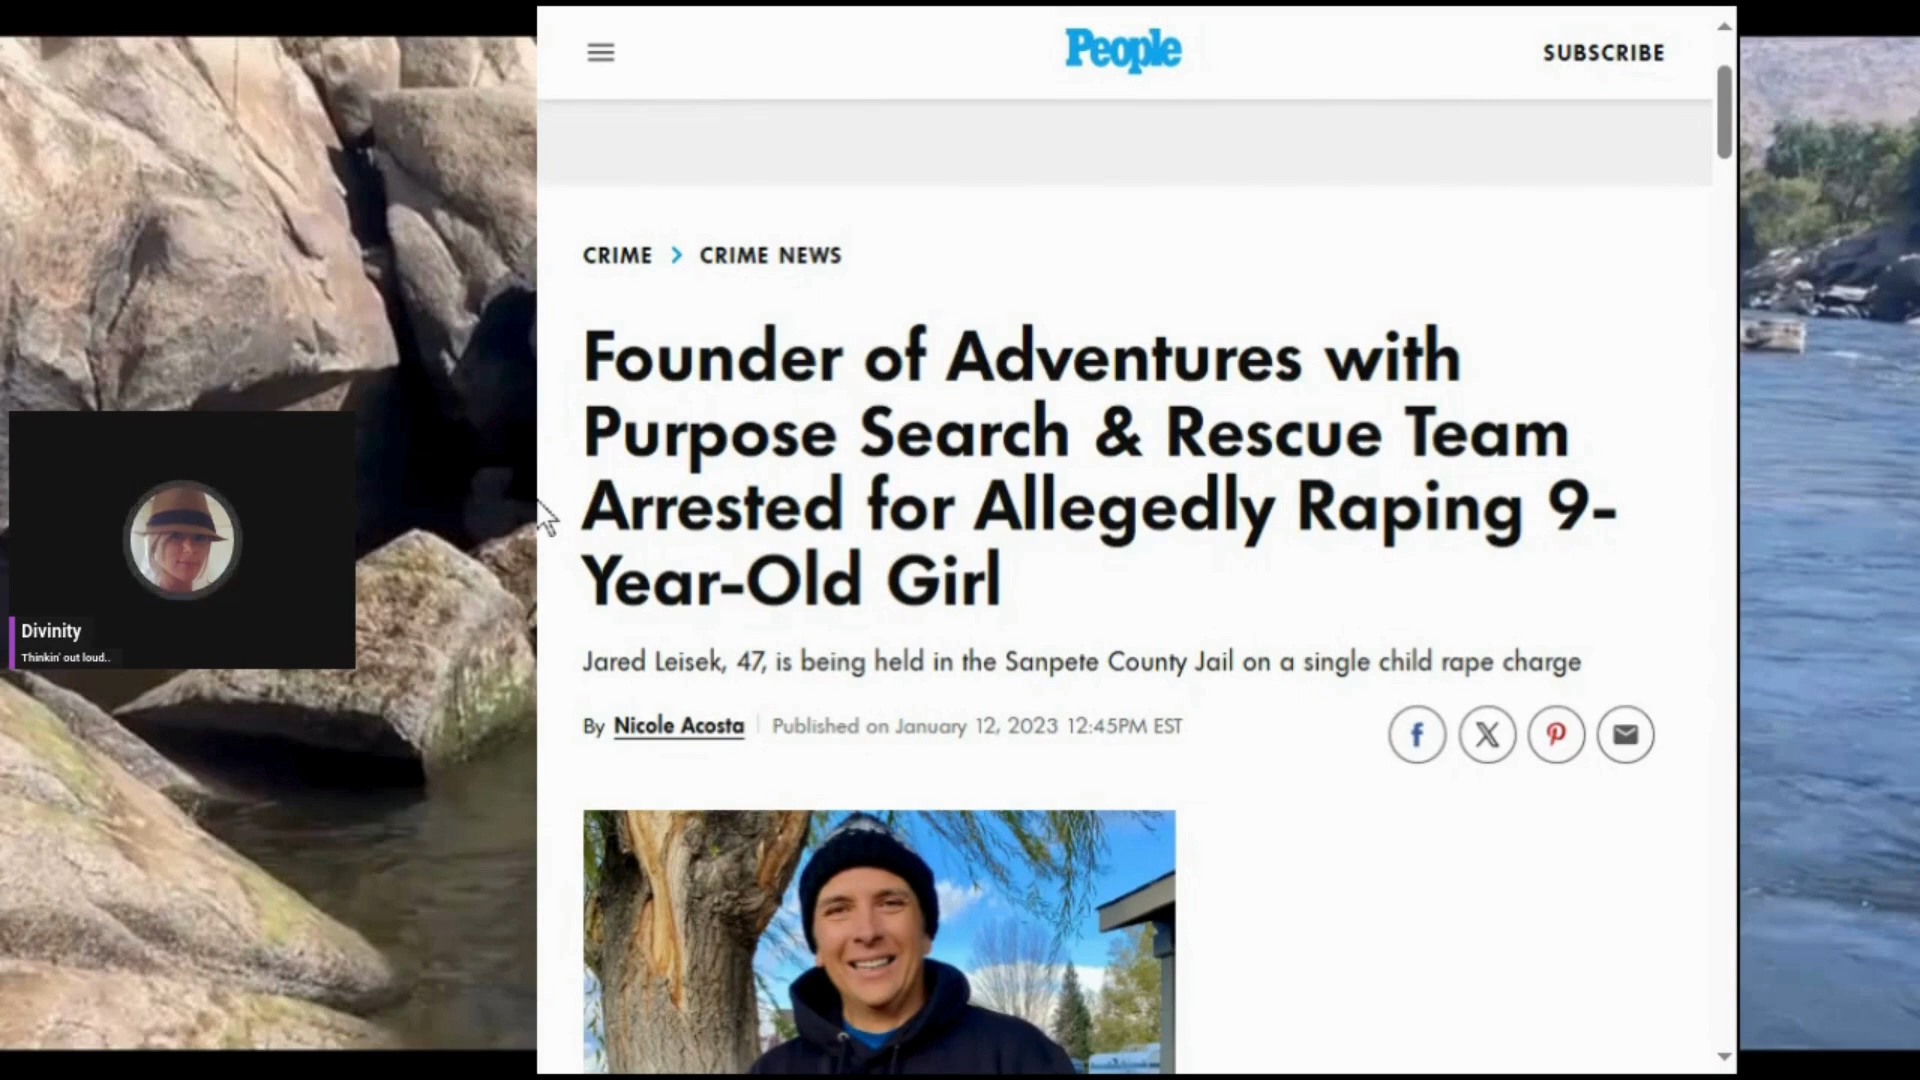 People
SUBSCRIBE
CRIME > CRIME NEWS
Founder of Adventures with
Purpose Search & Rescue Team
Arrested for Allegedly Raping 9-
Year-Old Girl
Jared Leisek, 47, is being held in the Sanpete County Jail on a single child rape charge
By Nicole Acosta | Published on January 12, 2023 12:45PM EST
Divinity
Thinkin' out loud..